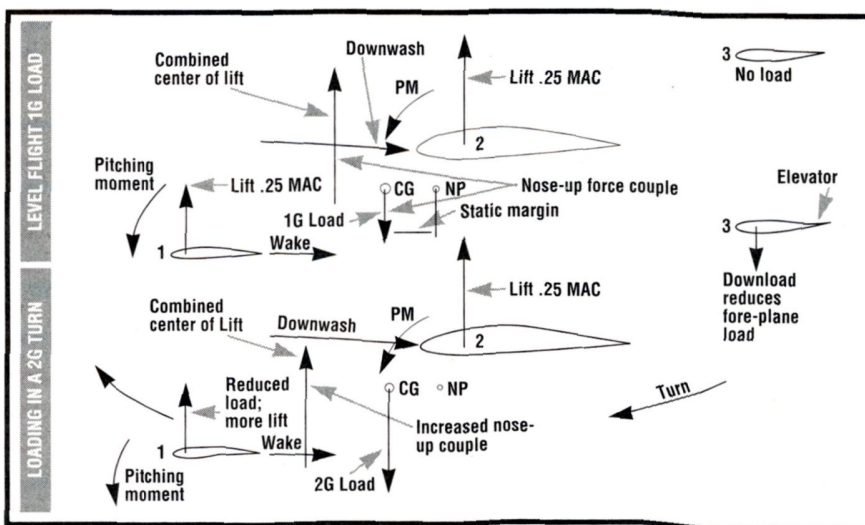 LEVEL FLIGHT 1G LOAD
Combined
center of lift
Downwash
PM
Lift .25 MAC
2
3
No load
Pitching
moment
Lift .25 MAC
1
Wake
CG
NP
1G Load
Static margin
Nose-up force couple
Elevator
3
Download
reduces
fore-plane
load
LOADING IN A 2G TURN
Combined
center of Lift
Downwash
PM
Lift .25 MAC
2
Reduced
load;
more lift
1
Wake
Pitching
moment
CG
NP
Increased nose-
up couple
2G Load
Turn